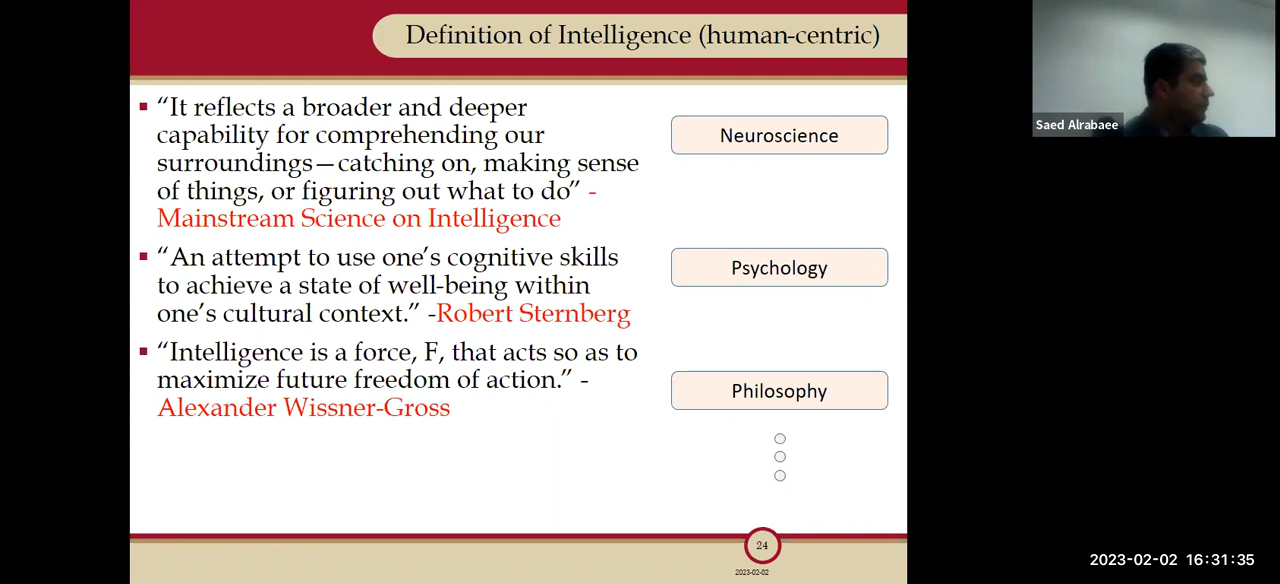 Definition of Intelligence (human-centric)
“It reflects a broader and deeper
capability for comprehending our
surroundings—catching on, making sense
of things, or figuring out what to do” -
Mainstream Science on Intelligence
“An attempt to use one’s cognitive skills
to achieve a state of well-being within
one’s cultural context.” -Robert Sternberg
“Intelligence is a force, F, that acts so as to
maximize future freedom of action.” -
Alexander Wissner-Gross
Neuroscience
Psychology
Philosophy
24
2023-02-02
Saed Alrabaee
2023-02-02 16:31:35